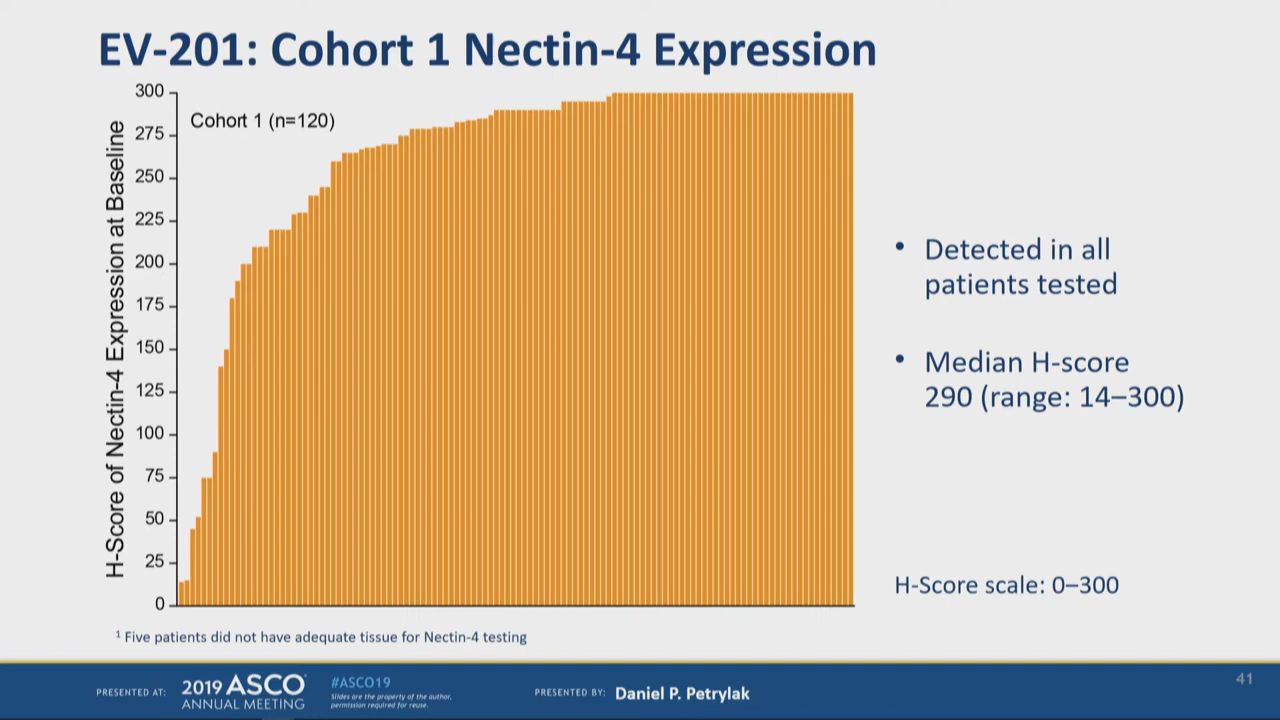 EV-201: Cohort 1 Nectin-4 Expression
H-Score of Nectin-4 Expression at Baseline
300
275
250
225
200
175
150
125
100
75
50
25
0
Cohort 1 (n=120)
• Detected in all
patients tested
• Median H-score
290 (range: 14–300)
H-Score scale: 0–300
1 Five patients did not have adequate tissue for Nectin-4 testing
PRESENTED AT:
2019 ASCO
ANNUAL MEETING
#ASCO19
Slides are the property of the author,
permission required for reuse.
PRESENTED BY: Daniel P. Petrylak
41